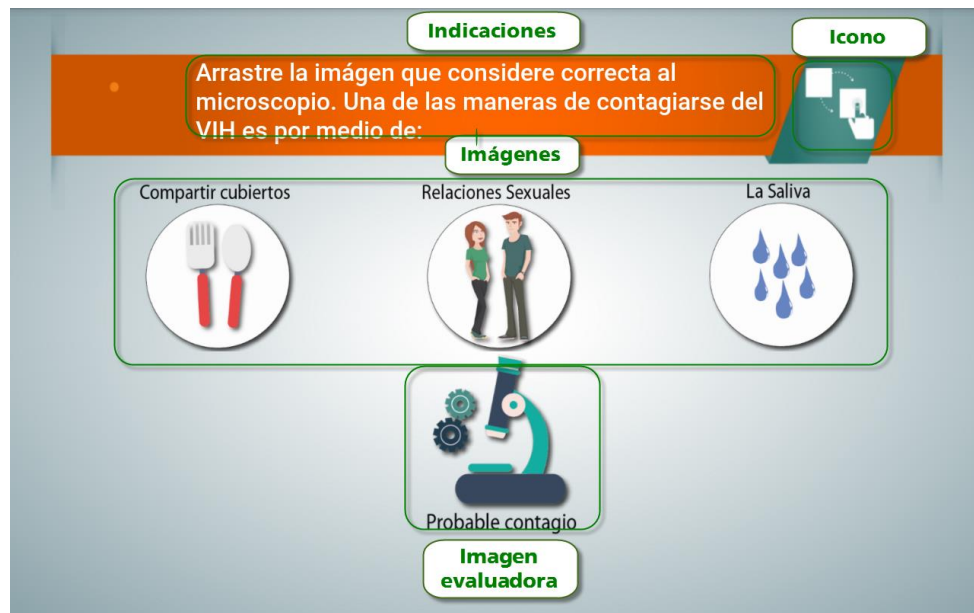 Indicaciones
Icono
Arrastre la imágen que considere correcta al
microscopio. Una de las maneras de contagiarse del
VIH es por medio de:
Imágenes
Compartir cubiertos
Relaciones Sexuales
La Saliva
Probable contagio
Imagen
evaluadora